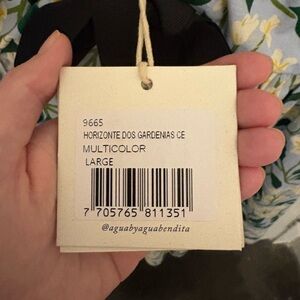 9665
HORIZONTE DOS GARDENIAS CE
MULTICOLOR
LARGE
7 705765 811351
@aguabyaguabendita